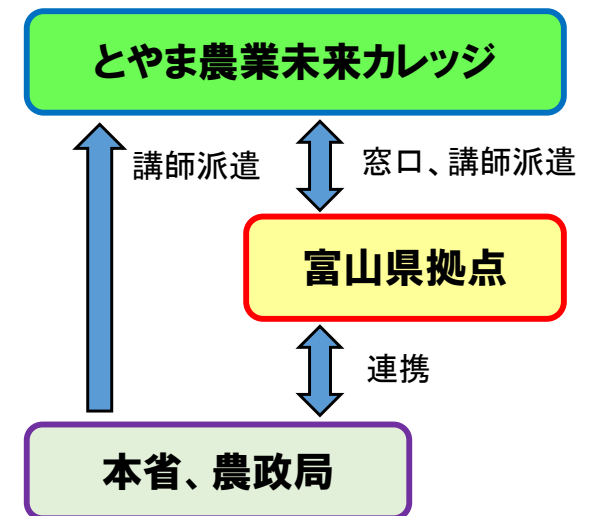 とやま農業未来カレッジ
講師派遣
窓口、講師派遣
富山県拠点
連携
本省、農政局